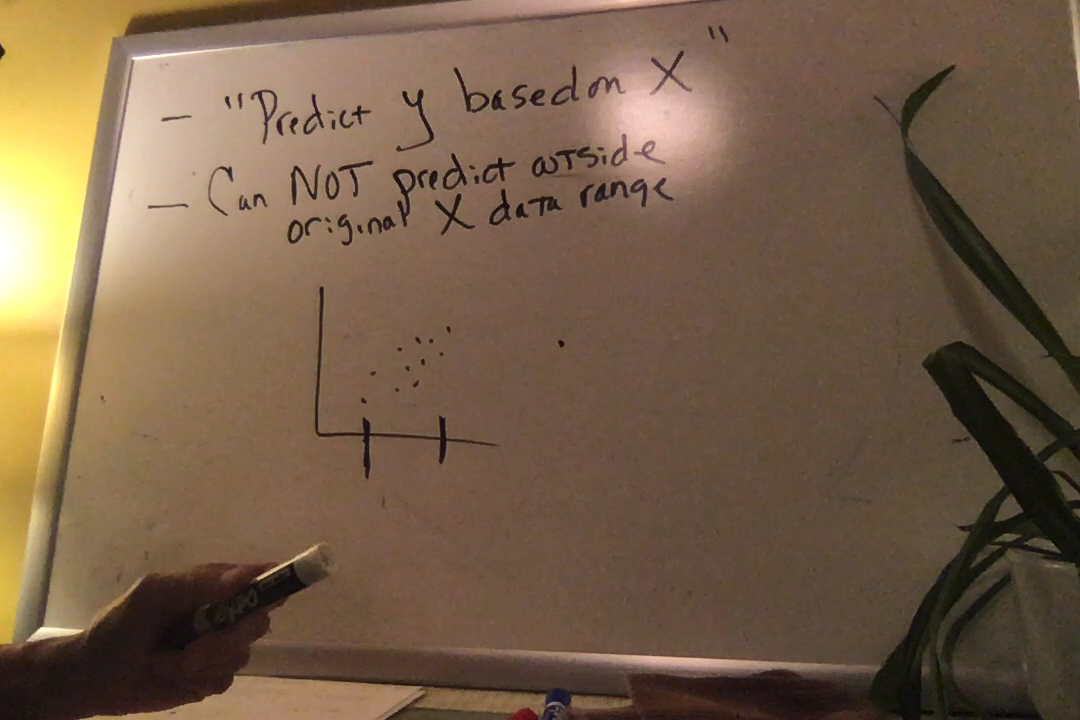 - "Predict y based on X"
- Can NOT predict outside
original X data range